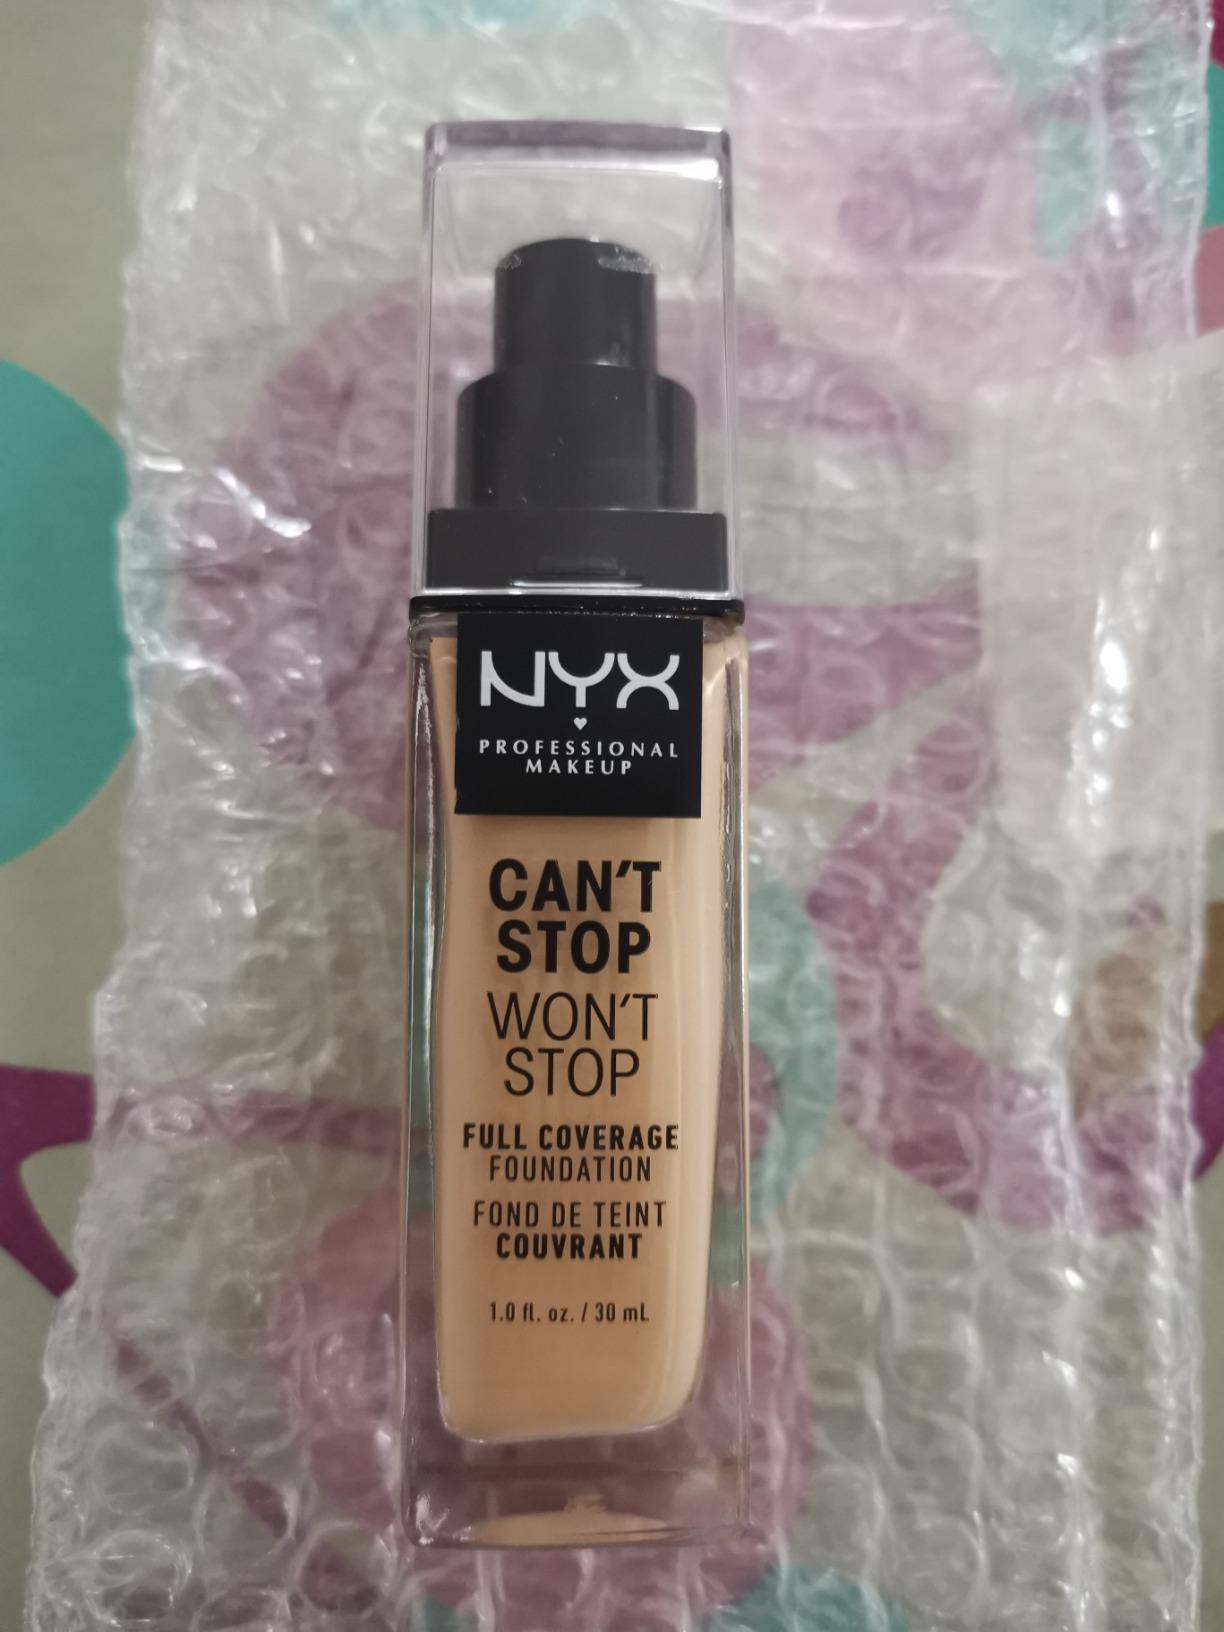 NYX
PROFESSIONAL
MAKEUP
CAN'T
STOP
WON'T
STOP
FULL COVERAGE
FOUNDATION
FOND DE TEINT
COUVRANT
1.0 fl. oz. / 30 mL